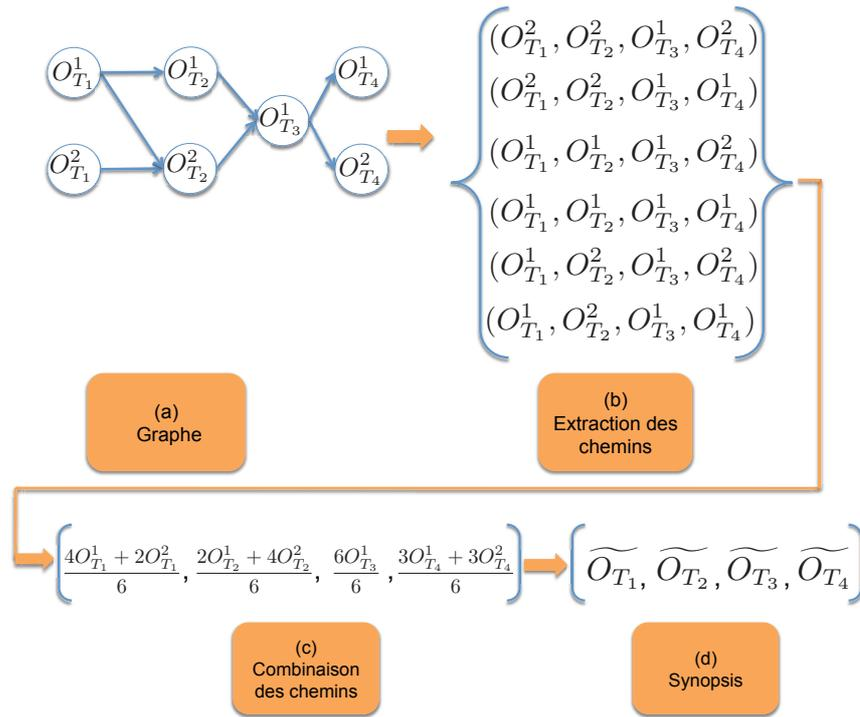 O^1_{T_1} O^1_{T_2} O^1_{T_4}
O^1_{T_3}
O^2_{T_1} O^2_{T_2} O^2_{T_4}
(O^2_{T_1}, O^2_{T_2}, O^1_{T_3}, O^2_{T_4})
(O^2_{T_1}, O^2_{T_2}, O^1_{T_3}, O^1_{T_4})
(O^1_{T_1}, O^1_{T_2}, O^1_{T_3}, O^2_{T_4})
(O^1_{T_1}, O^1_{T_2}, O^1_{T_3}, O^1_{T_4})
(O^1_{T_1}, O^2_{T_2}, O^1_{T_3}, O^2_{T_4})
(O^1_{T_1}, O^2_{T_2}, O^1_{T_3}, O^1_{T_4})
(a)
Graphe
(b)
Extraction des
chemins
\frac{4O^1_{T_1} + 2O^2_{T_1}}{6}, \frac{2O^1_{T_2} + 4O^2_{T_2}}{6}, \frac{6O^1_{T_3}}{6}, \frac{3O^1_{T_4} + 3O^2_{T_4}}{6}
\widetilde{O_{T_1}}, \widetilde{O_{T_2}}, \widetilde{O_{T_3}}, \widetilde{O_{T_4}}
(c)
Combinaison
des chemins
(d)
Synopsis